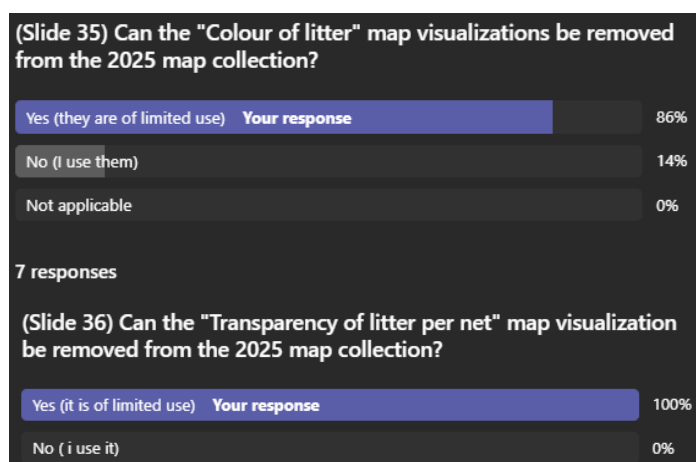 (Slide 35) Can the "Colour of litter" map visualizations be removed
from the 2025 map collection?
Yes (they are of limited use) Your response 86%
No (I use them) 14%
Not applicable 0%
7 responses
(Slide 36) Can the "Transparency of litter per net" map visualization
be removed from the 2025 map collection?
Yes (it is of limited use) Your response 100%
No ( i use it) 0%